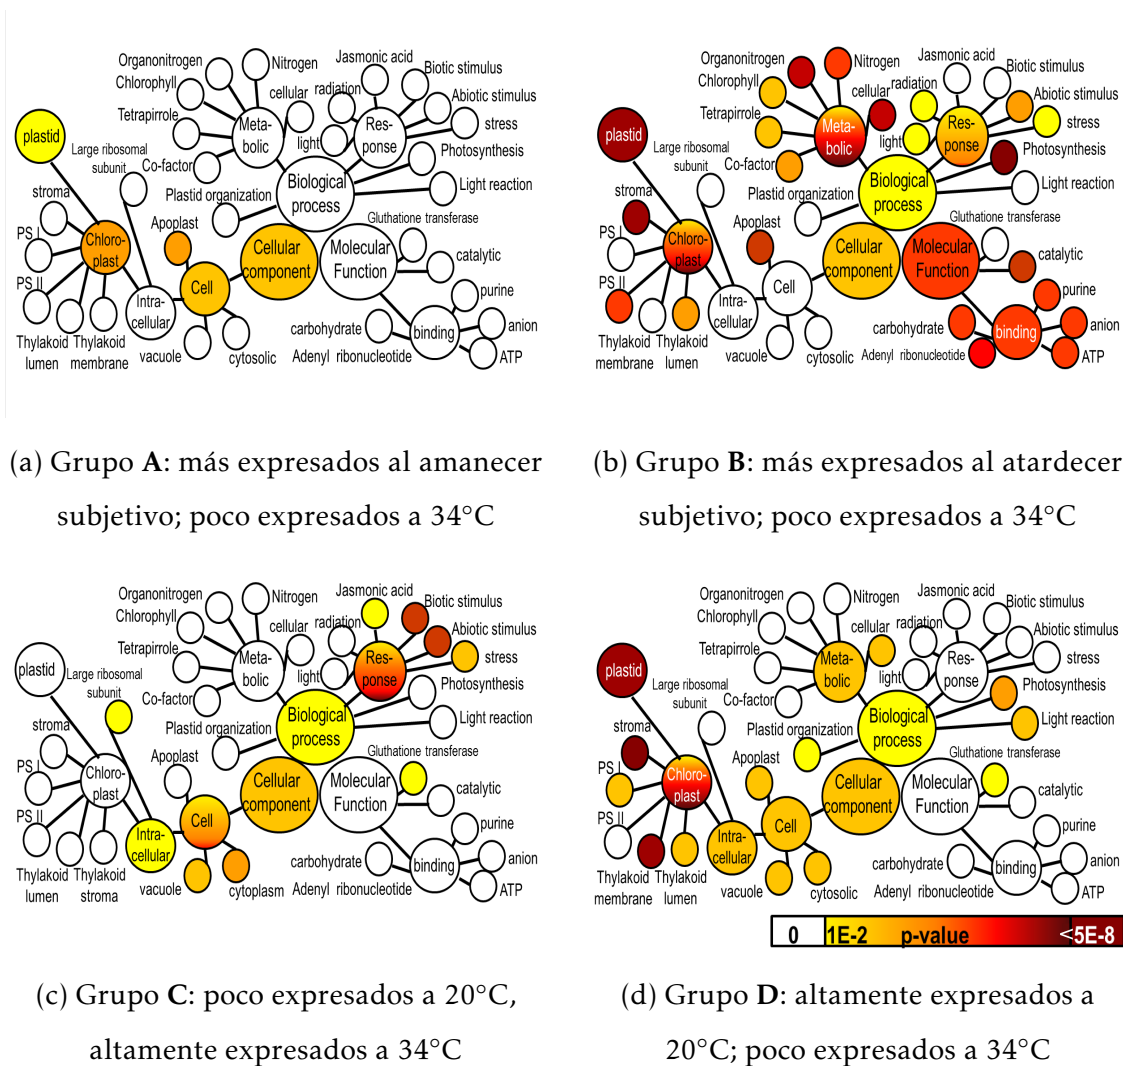 Organonitrogen
Nitrogen
Jasmonic acid
Biotic stimulus
Chlorophyll
cellular
radiation
Abiotic stimulus
Tetrapirrole
Meta-
bolic
light
Res-
ponse
stress
plastid
Large ribosomal
subunit
Co-factor
Photosynthesis
stroma
Plastid organization
Biological
process
Light reaction
PS I
Apoplast
Gluthatione transferase
Chloro-
plast
Cellular
component
Molecular
Function
catalytic
PS II
Cell
purine
Intra-
cellular
carbohydrate
binding
anion
Thylakoid
lumen
Thylakoid
membrane
vacuole
cytosolic
Adenyl ribonucleotide
ATP
Organonitrogen
Nitrogen
Jasmonic acid
Biotic stimulus
Chlorophyll
cellular
radiation
Abiotic stimulus
Tetrapirrole
Meta-
bolic
light
Res-
ponse
stress
plastid
Large ribosomal
subunit
Co-factor
Photosynthesis
stroma
Plastid organization
Biological
process
Light reaction
PS I
Apoplast
Gluthatione transferase
Chloro-
plast
Cellular
component
Molecular
Function
catalytic
PS II
Cell
purine
Intra-
cellular
carbohydrate
binding
anion
Thylakoid
membrane
Thylakoid
lumen
vacuole
cytosolic
Adenyl ribonucleotide
ATP
(a) Grupo A: más expresados al amanecer
subjetivo; poco expresados a 34°C
(b) Grupo B: más expresados al atardecer
subjetivo; poco expresados a 34°C
Organonitrogen
Nitrogen
Jasmonic acid
Biotic stimulus
Chlorophyll
cellular
radiation
Abiotic stimulus
Tetrapirrole
Meta-
bolic
light
Res-
ponse
stress
plastid
Large ribosomal
subunit
Co-factor
Photosynthesis
stroma
Plastid organization
Biological
process
Light reaction
PS I
Apoplast
Gluthatione transferase
Chloro-
plast
Cellular
component
Molecular
Function
catalytic
PS II
Cell
purine
Intra-
cellular
carbohydrate
binding
anion
Thylakoid
lumen
Thylakoid
stroma
vacuole
cytoplasm
Adenyl ribonucleotide
ATP
Organonitrogen
Nitrogen
Jasmonic acid
Biotic stimulus
Chlorophyll
cellular
radiation
Abiotic stimulus
Tetrapirrole
Meta-
bolic
light
Res-
ponse
stress
plastid
Large ribosomal
subunit
Co-factor
Photosynthesis
stroma
Plastid organization
Biological
process
Light reaction
PS I
Apoplast
Gluthatione transferase
Chloro-
plast
Cellular
component
Molecular
Function
catalytic
PS II
Cell
purine
Intra-
cellular
carbohydrate
binding
anion
Thylakoid
membrane
Thylakoid
lumen
vacuole
cytosolic
Adenyl ribonucleotide
ATP
0 1E-2 p-value <5E-8
(c) Grupo C: poco expresados a 20°C,
altamente expresados a 34°C
(d) Grupo D: altamente expresados a
20°C; poco expresados a 34°C